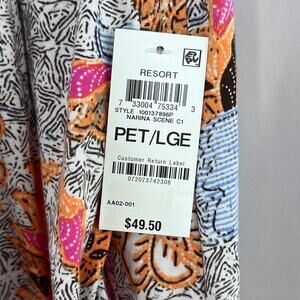 RESORT
7 33004 75334 3
STYLE 100137896P
NARINA SCENE C1
PET/LGE
Customer Return Label
072073742308
AA02-001
$49.50